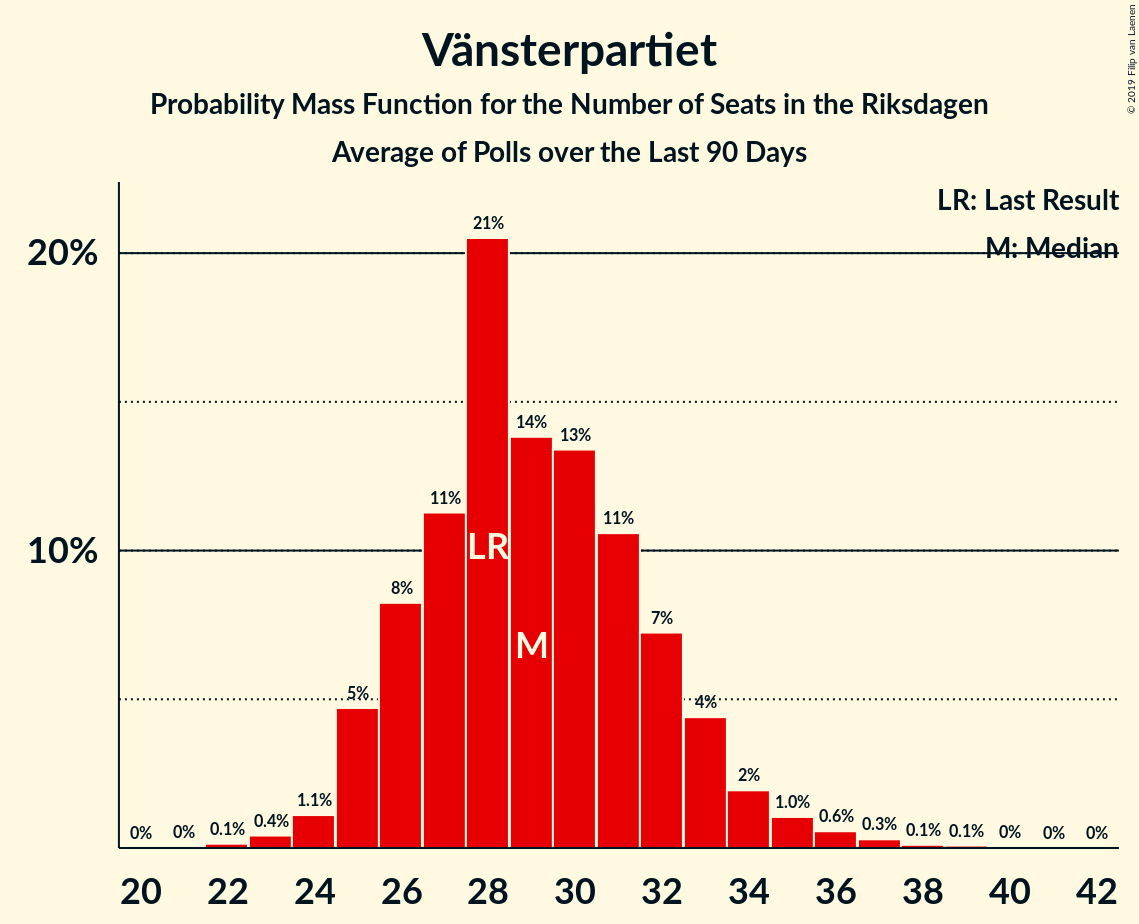 Vänsterpartiet
Probability Mass Function for the Number of Seats in the Riksdagen
Average of Polls over the Last 90 Days
© 2019 Filip van Laenen
LR: Last Result
M: Median
20%
10%
0% 0% 0.1% 0.4% 1.1% 5% 8% 11% 21% 14% 13% 11% 7% 4% 2% 1.0% 0.6% 0.3% 0.1% 0.1% 0% 0% 0%
LR
M
20 22 24 26 28 30 32 34 36 38 40 42